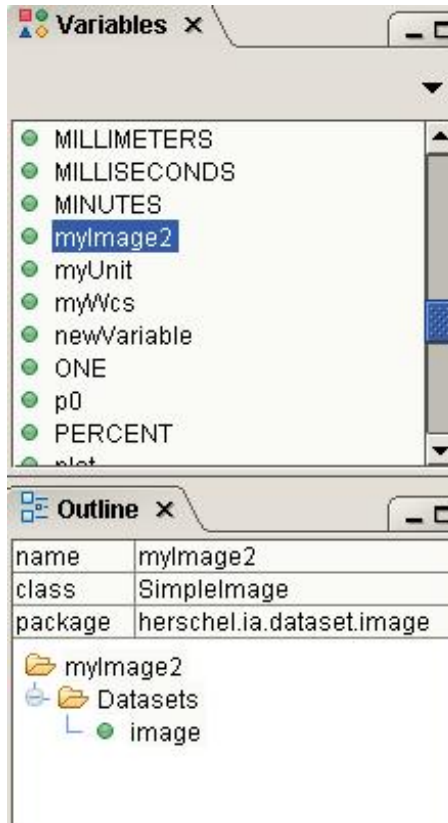 Variables
MILLIMETERS
MILLISECONDS
MINUTES
myImage2
myUnit
myWcs
newVariable
ONE
p0
PERCENT
plot
Outline
name myImage2
class SimpleImage
package herschel.ia.dataset.image
myImage2
Datasets
image